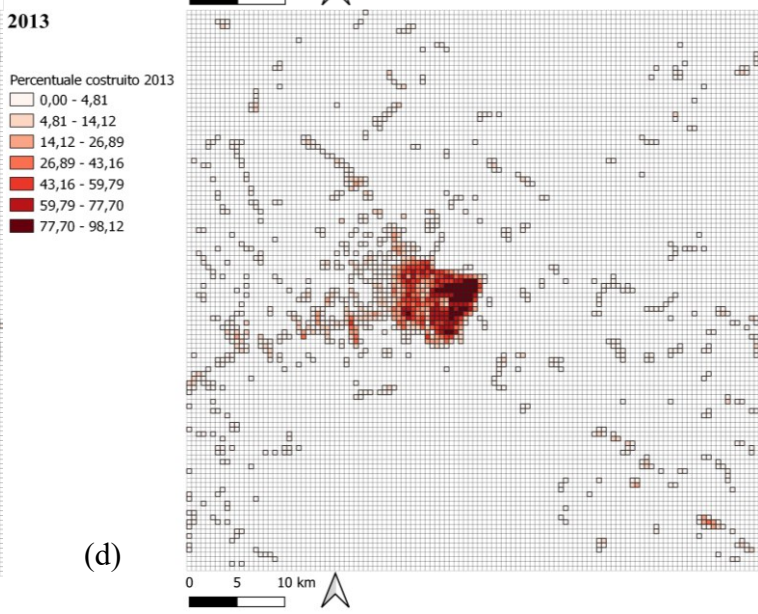 2013
Percentuale costruito 2013
0,00 - 4,81
4,81 - 14,12
14,12 - 26,89
26,89 - 43,16
43,16 - 59,79
59,79 - 77,70
77,70 - 98,12
(d)
0 5 10 km